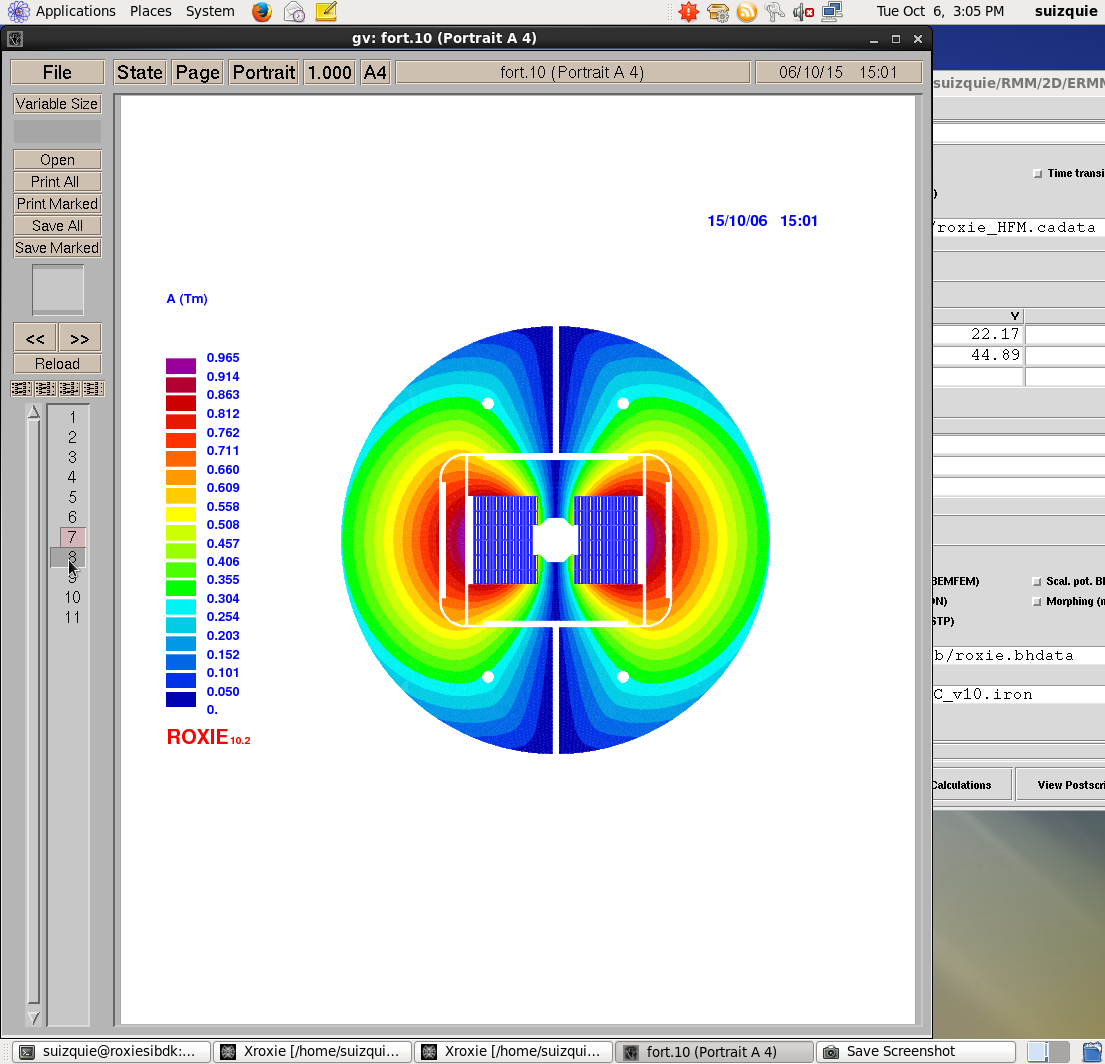 Applications Places System Tue Oct 6, 3:05 PM suizquie
gv: fort.10 (Portrait A 4)
File State Page Portrait 1.000 A4 fort.10 (Portrait A 4) 06/10/15 15:01
Variable Size
Open
Print All
Print Marked
Save All
Save Marked
<< >>
Reload
1
2
3
4
5
6
7
8
9
10
11
15/10/06 15:01
A (Tm)
0.965
0.914
0.863
0.812
0.762
0.711
0.660
0.609
0.558
0.508
0.457
0.406
0.355
0.304
0.254
0.203
0.152
0.101
0.050
0.
ROXIE 10.2
suizquie/RMM/2D/ERMM
Time transi
)
/roxie_HFM.cadata
22.17
44.89
BEMFEM) Scal. pot. BE
ON) Morphing (n
STP)
b/roxie.bhdata
C_v10.iron
Calculations View Postscri
suizquie@roxiesibdk:... Xroxie [/home/suizqui... Xroxie [/home/suizqui... fort.10 (Portrait A 4) Save Screenshot